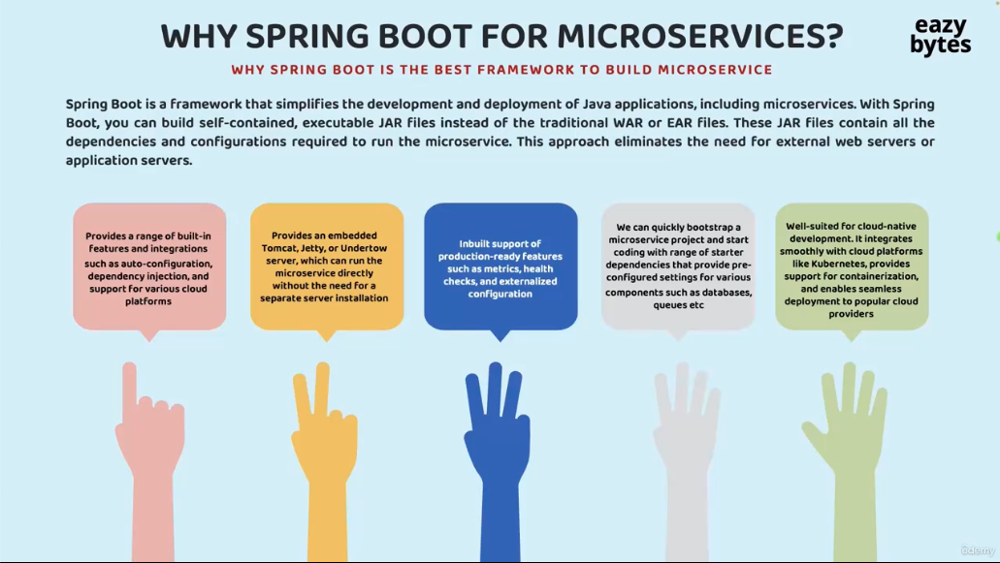 WHY SPRING BOOT FOR MICROSERVICES?
eazy
bytes
WHY SPRING BOOT IS THE BEST FRAMEWORK TO BUILD MICROSERVICE
Spring Boot is a framework that simplifies the development and deployment of Java applications, including microservices. With Spring
Boot, you can build self-contained, executable JAR files instead of the traditional WAR or EAR files. These JAR files contain all the
dependencies and configurations required to run the microservice. This approach eliminates the need for external web servers or
application servers.
Provides a range of built-in
features and integrations
such as auto-configuration,
dependency injection, and
support for various cloud
platforms
Provides an embedded
Tomcat, Jetty, or Undertow
server, which can run the
microservice directly
without the need for a
separate server installation
Inbuilt support of
production-ready features
such as metrics, health
checks, and externalized
configuration
We can quickly bootstrap a
microservice project and start
coding with range of starter
dependencies that provide pre-
configured settings for various
components such as databases,
queues etc
Well-suited for cloud-native
development. It integrates
smoothly with cloud platforms
like Kubernetes, provides
support for containerization,
and enables seamless
deployment to popular cloud
providers
ûdemy